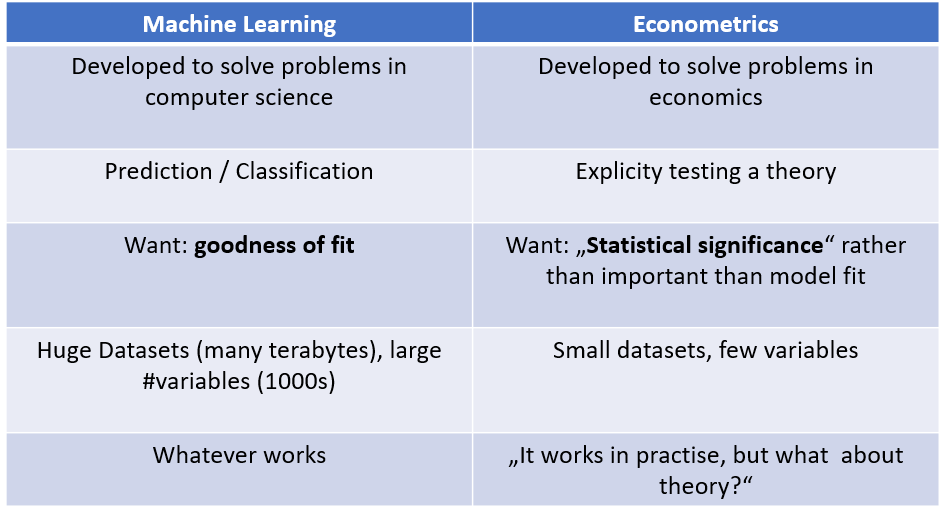 Machine Learning
Econometrics
Developed to solve problems in
computer science
Developed to solve problems in
economics
Prediction / Classification
Explicity testing a theory
Want: goodness of fit
Want: „Statistical significance“ rather
than important than model fit
Huge Datasets (many terabytes), large
#variables (1000s)
Small datasets, few variables
Whatever works
„It works in practise, but what  about
theory?“